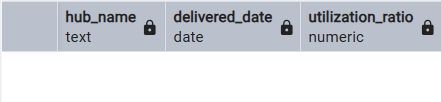 hub_name delivered_date utilization_ratio
text date numeric